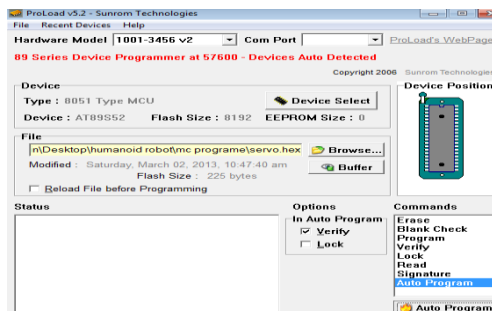 ProLoad v5.2 - Sunrom Technologies
File Recent Devices Help
Hardware Model 1001-3456 v2 Com Port ProLoad's WebPage
89 Series Device Programmer at 57600 - Devices Auto Detected
Copyright 2006 Sunrom Technologies
Device
Type : 8051 Type MCU
Device Select
Device : AT89S52 Flash Size : 8192 EEPROM Size : 0
Device Position
File
n\Desktop\humanoid robot\mc programe\servo.hex
Browse...
Modified : Saturday, March 02, 2013, 10:47:40 am
Flash Size : 225 bytes
Buffer
Reload File before Programming
Status
Options
In Auto Program
Verify
Lock
Commands
Erase
Blank Check
Program
Verify
Lock
Read
Signature
Auto Program
Auto Program